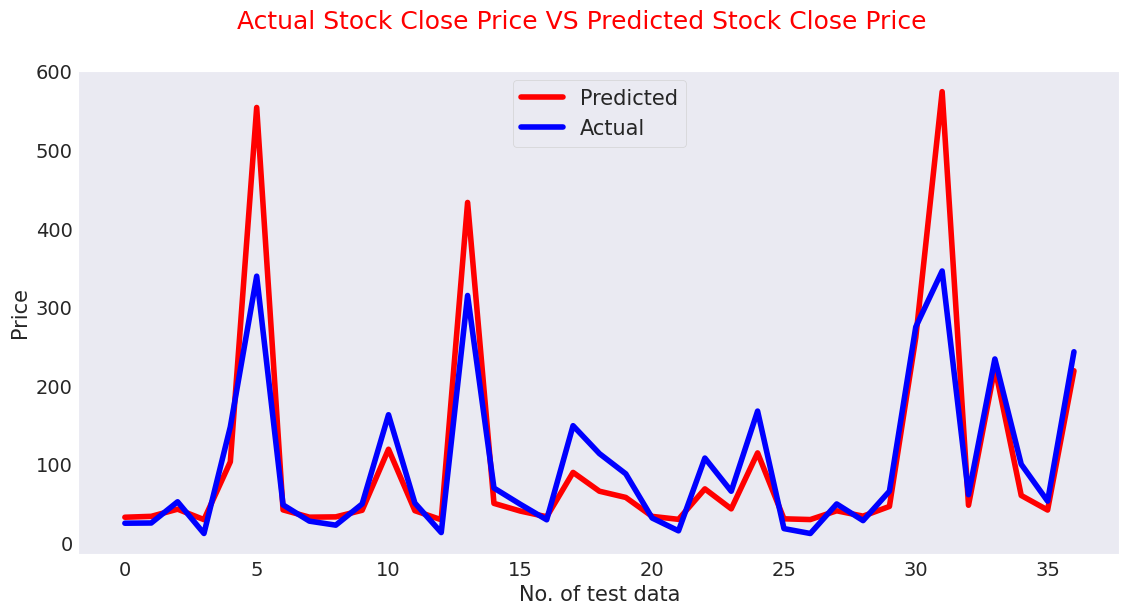 Actual Stock Close Price VS Predicted Stock Close Price
600
500
400
300
200
100
0
Price
Predicted
Actual
0 5 10 15 20 25 30 35
No. of test data